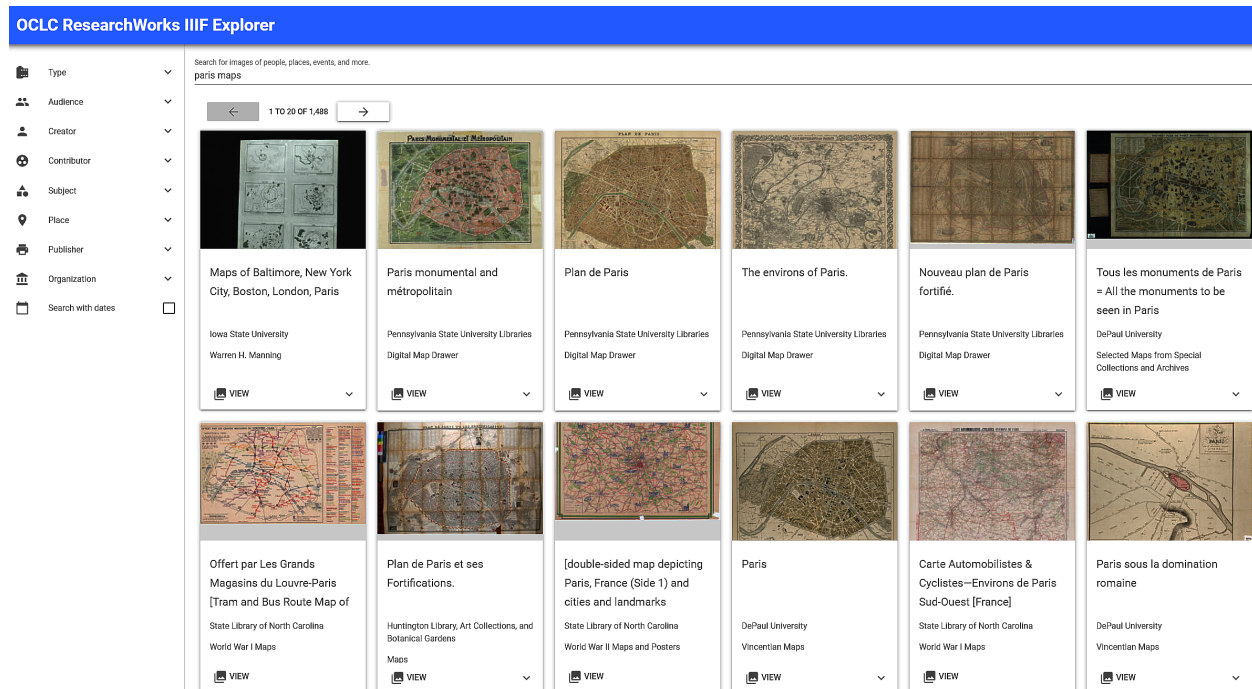 OCLC ResearchWorks IIIF Explorer
Type
Audience
Creator
Contributor
Subject
Place
Publisher
Organization
Search with dates
Search for images of people, places, events, and more.
paris maps
1 TO 20 OF 1,488
PARIS MONUMENTAL ET MÉTROPOLITAIN
PLAN DE PARIS
Maps of Baltimore, New York
City, Boston, London, Paris
Iowa State University
Warren H. Manning
VIEW
Paris monumental and
métropolitain
Pennsylvania State University Libraries
Digital Map Drawer
VIEW
Plan de Paris
Pennsylvania State University Libraries
Digital Map Drawer
VIEW
The environs of Paris.
Pennsylvania State University Libraries
Digital Map Drawer
VIEW
Nouveau plan de Paris
fortifié.
Pennsylvania State University Libraries
Digital Map Drawer
VIEW
Tous les monuments de Paris
= All the monuments to be
seen in Paris
DePaul University
Selected Maps from Special
Collections and Archives
VIEW
PARIS
Offert par Les Grands
Magasins du Louvre-Paris
[Tram and Bus Route Map of
State Library of North Carolina
World War I Maps
VIEW
Plan de Paris et ses
Fortifications.
Huntington Library, Art Collections, and
Botanical Gardens
Maps
VIEW
[double-sided map depicting
Paris, France (Side 1) and
cities and landmarks
State Library of North Carolina
World War II Maps and Posters
VIEW
Paris
DePaul University
Vincentian Maps
VIEW
Carte Automobilistes &
Cyclistes—Environs de Paris
Sud-Ouest [France]
State Library of North Carolina
World War I Maps
VIEW
Paris sous la domination
romaine
DePaul University
Vincentian Maps
VIEW